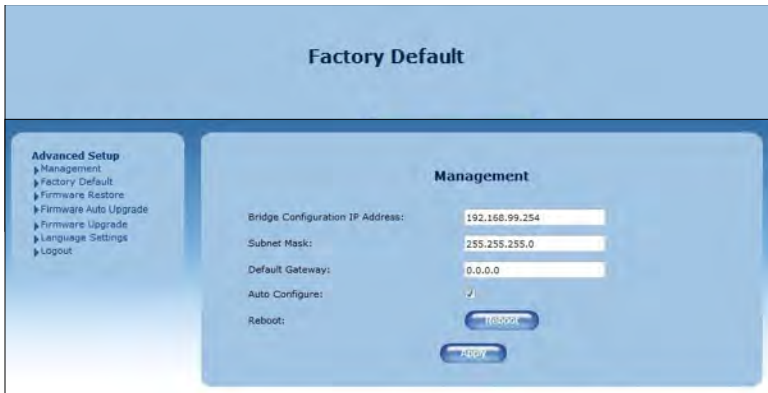 Factory Default
Advanced Setup
Management
Factory Default
Firmware Restore
Firmware Auto Upgrade
Firmware Upgrade
Language Settings
Logout
Management
Bridge Configuration IP Address: 192.168.99.254
Subnet Mask: 255.255.255.0
Default Gateway: 0.0.0.0
Auto Configure:
Reboot: Reboot
Apply